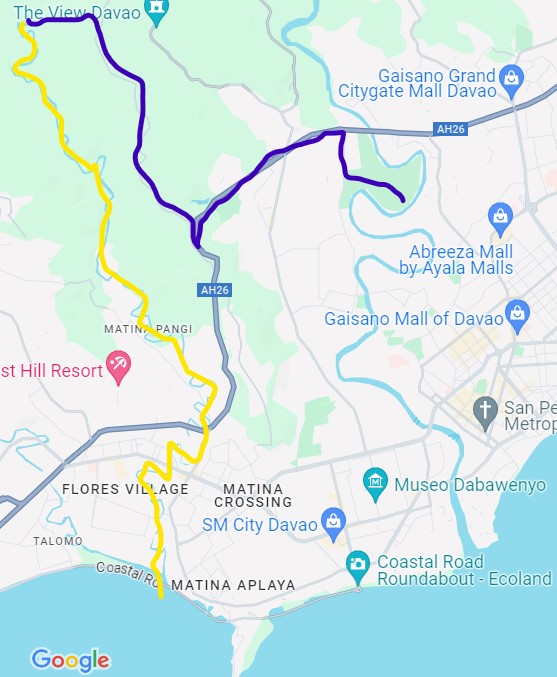 The View Davao
Gaisano Grand
Citygate Mall Davao
AH26
Abreeza Mall
by Ayala Malls
AH26
Gaisano Mall of Davao
MATINA PANGI
st Hill Resort
San Pe
Metrop
FLORES VILLAGE
MATINA
CROSSING
Museo Dabawenyo
SM City Davao
TALOMO
Coastal Rd
Coastal Road
Roundabout - Ecoland
MATINA APLAYA
Google